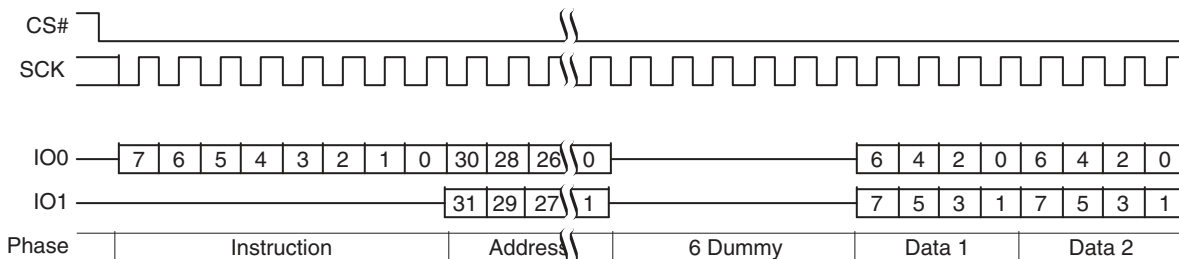 CS#
SCK
IO0 7 6 5 4 3 2 1 0 30 28 26 0 6 4 2 0 6 4 2 0
IO1 31 29 27 1 7 5 3 1 7 5 3 1
Phase Instruction Address 6 Dummy Data 1 Data 2